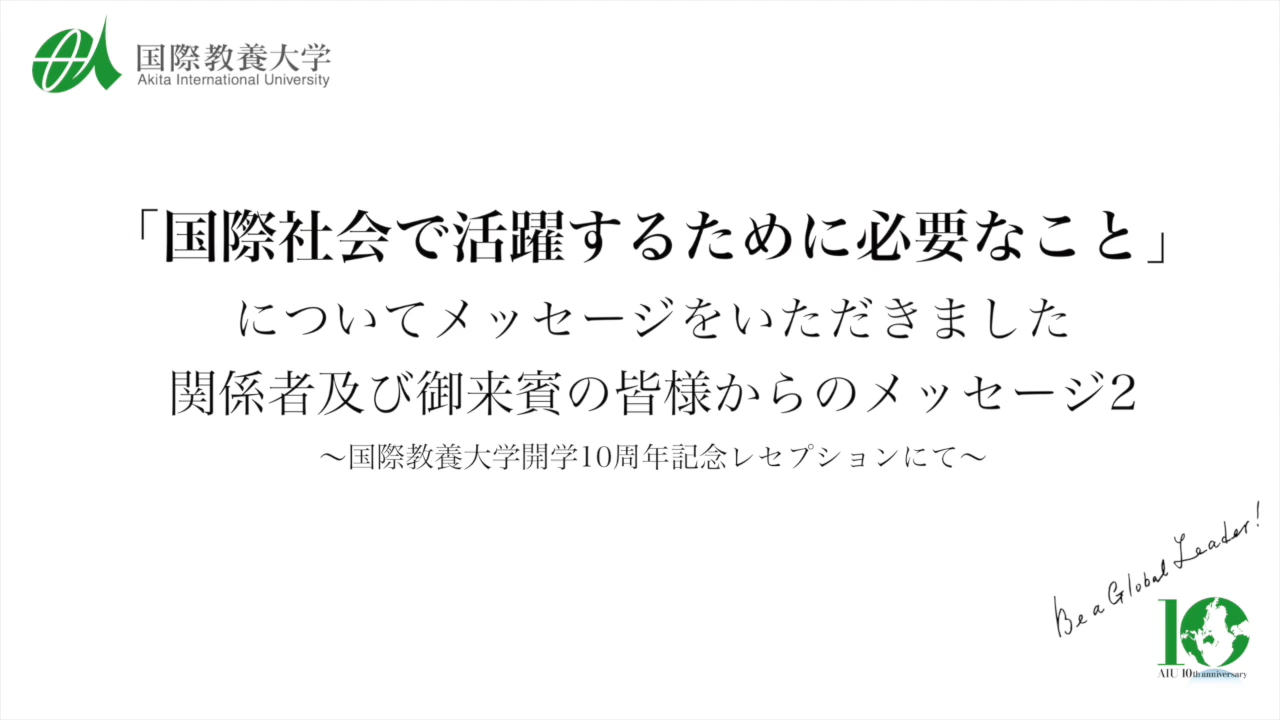 国際教養大学
Akita International University
「国際社会で活躍するために必要なこと」
についてメッセージをいただきました
関係者及び御来賓の皆様からのメッセージ2
～国際教養大学開学10周年記念レセプションにて～
Be a Global Leader!
10
AIU 10th anniversary